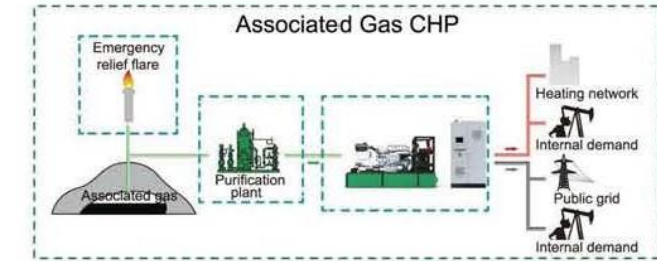 Associated Gas CHP
Emergency
relief flare
Associated gas
Purification
plant
Heating network
Internal demand
Public grid
Internal demand